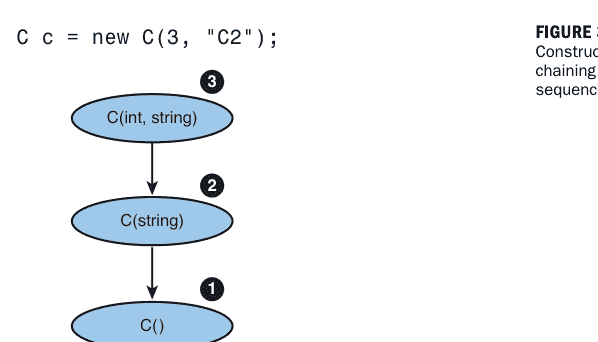 C c = new C(3, "C2");
FIGURE
Construc
chaining
sequenc
3
C(int, string)
2
C(string)
1
C()